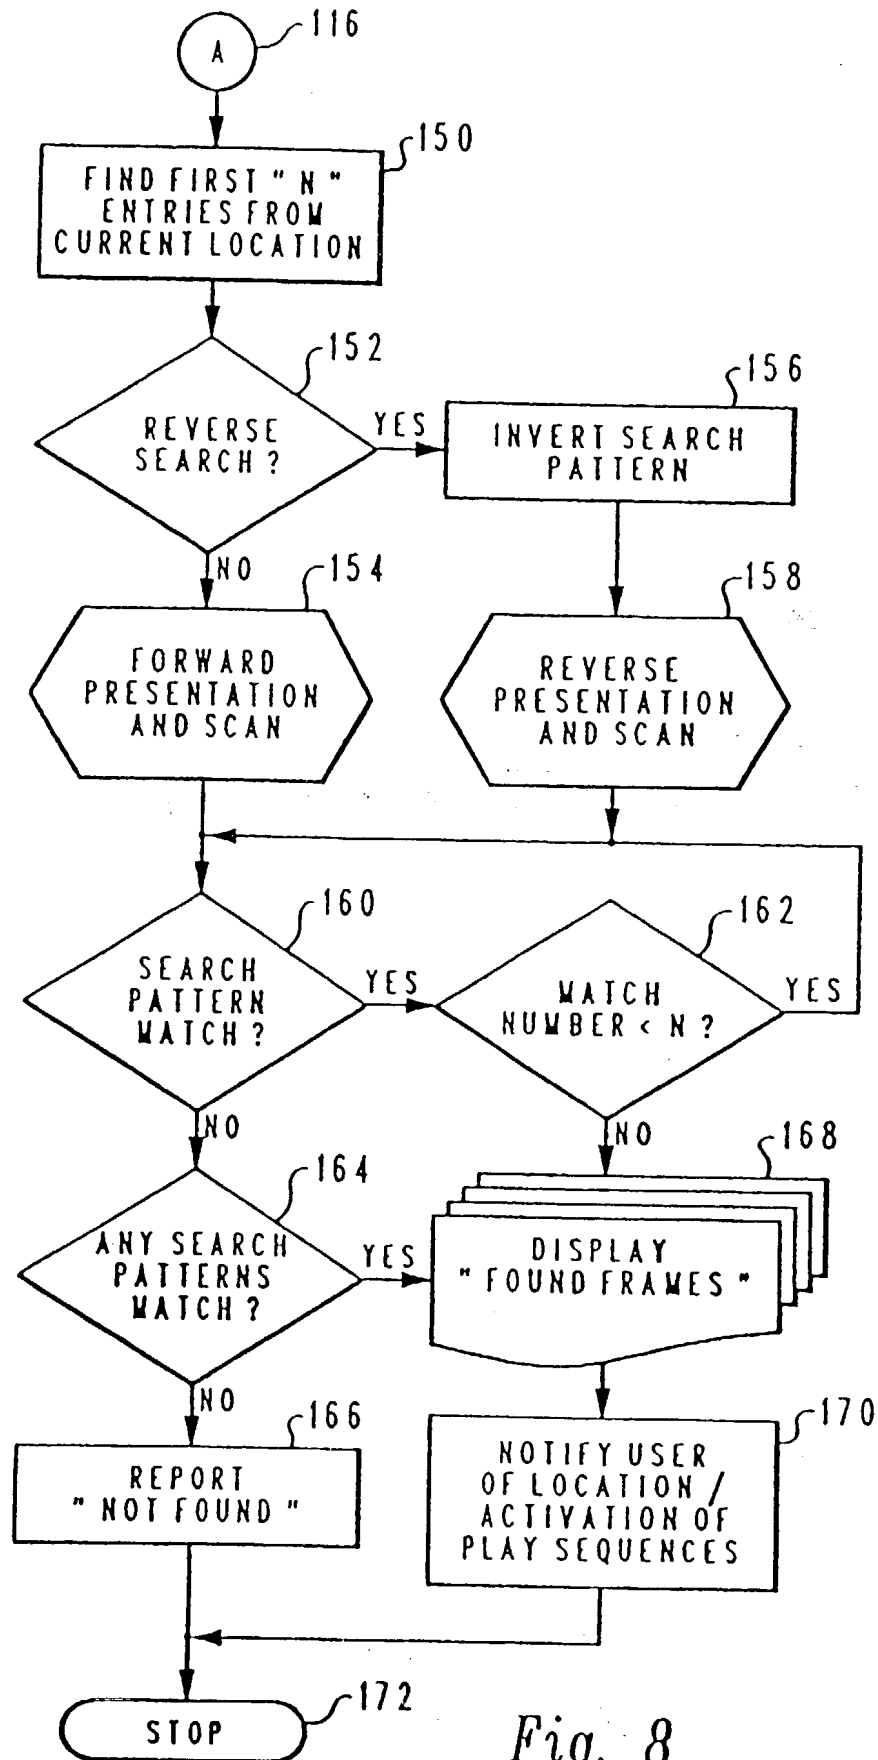 116
A
150
FIND FIRST " N "
ENTRIES FROM
CURRENT LOCATION
152
REVERSE
SEARCH ?
YES
156
INVERT SEARCH
PATTERN
NO
154
FORWARD
PRESENTATION
AND SCAN
158
REVERSE
PRESENTATION
AND SCAN
160
SEARCH
PATTERN
MATCH ?
YES
162
MATCH
NUMBER < N ?
YES
NO
NO
164
ANY SEARCH
PATTERNS
MATCH ?
YES
168
DISPLAY
" FOUND FRAMES "
NO
166
REPORT
" NOT FOUND "
170
NOTIFY USER
OF LOCATION /
ACTIVATION OF
PLAY SEQUENCES
172
STOP
Fig. 8